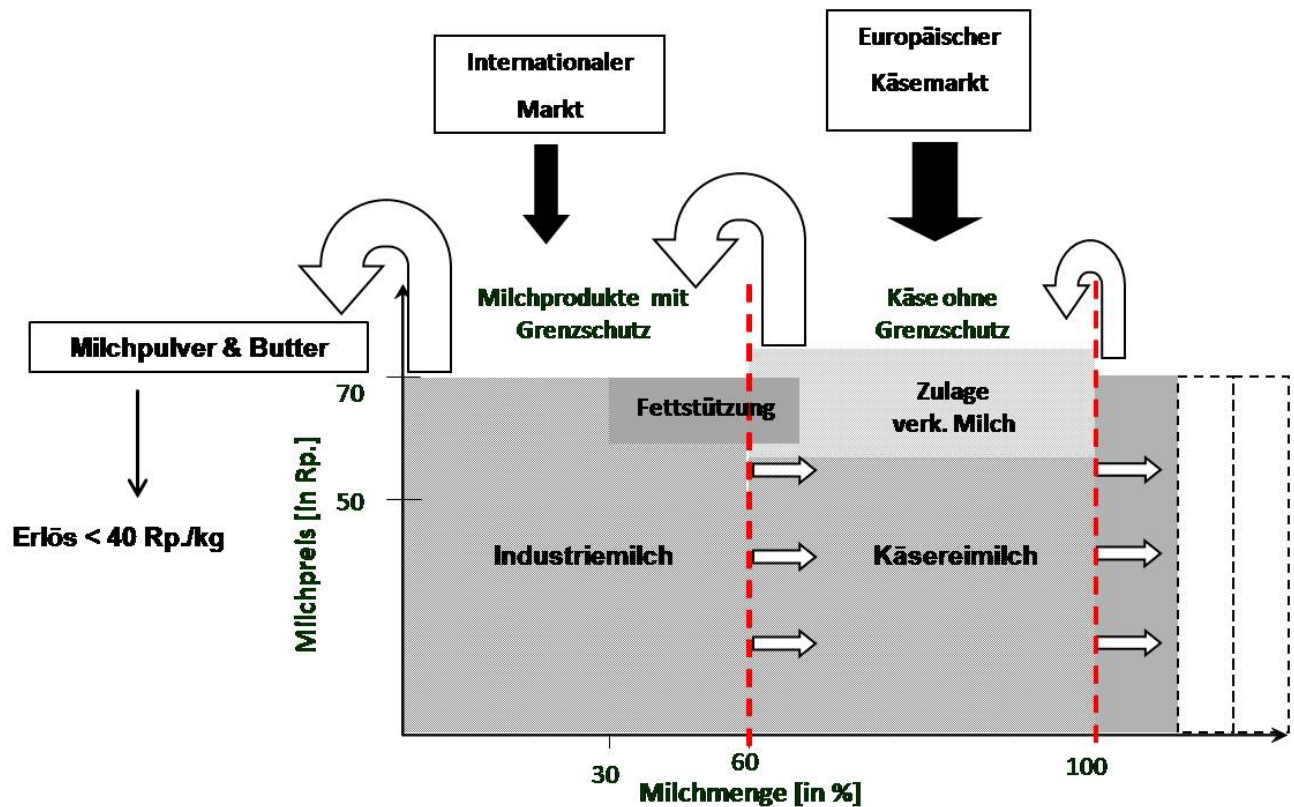 Internationaler
Markt
Europäischer
Käsemarkt
Milchprodukte mit
Grenzschutz
Käse ohne
Grenzschutz
Milchpulver & Butter
Erlös < 40 Rp./kg
Milchpreis [in Rp.]
70
50
Fettstützung
Zulage
verk. Milch
Industriemilch
Käsereimilch
30
60
100
Milchmenge [in %]